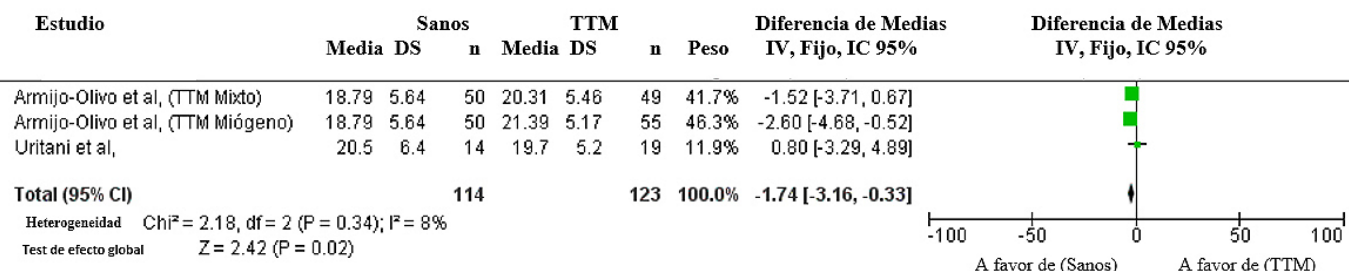 Estudio Sanos TTM Diferencia de Medias Diferencia de Medias
Media DS n Media DS n Peso IV, Fijo, IC 95% IV, Fijo, IC 95%
Armijo-Olivo et al, (TTM Mixto) 18.79 5.64 50 20.31 5.46 49 41.7% -1.52 [-3.71, 0.67]
Armijo-Olivo et al, (TTM Miógeno) 18.79 5.64 50 21.39 5.17 55 46.3% -2.60 [-4.68, -0.52]
Uritani et al, 20.5 6.4 14 19.7 5.2 19 11.9% 0.80 [-3.29, 4.89]
Total (95% CI) 114 123 100.0% -1.74 [-3.16, -0.33]
Heterogeneidad Chi² = 2.18, df = 2 (P = 0.34); I² = 8%
Test de efecto global Z = 2.42 (P = 0.02)
-100 -50 0 50 100
A favor de (Sanos) A favor de (TTM)